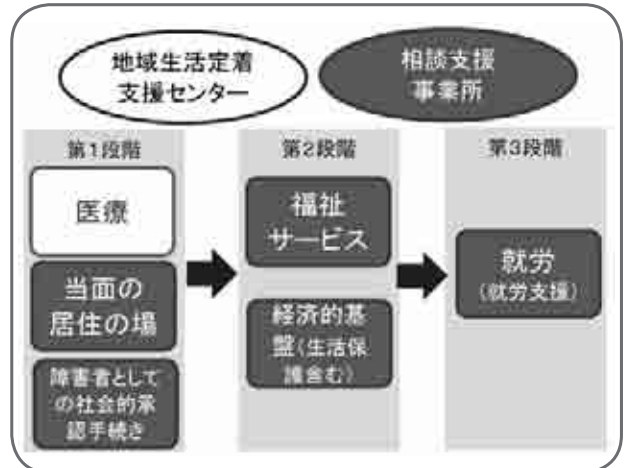 地域生活定着
支援センター
相談支援
事業所
第1段階
医療
当面の
居住の場
障害者として
の社会的承
認手続き
第2段階
福祉
サービス
経済的基
盤(生活保
護含む)
第3段階
就労
(就労支援)